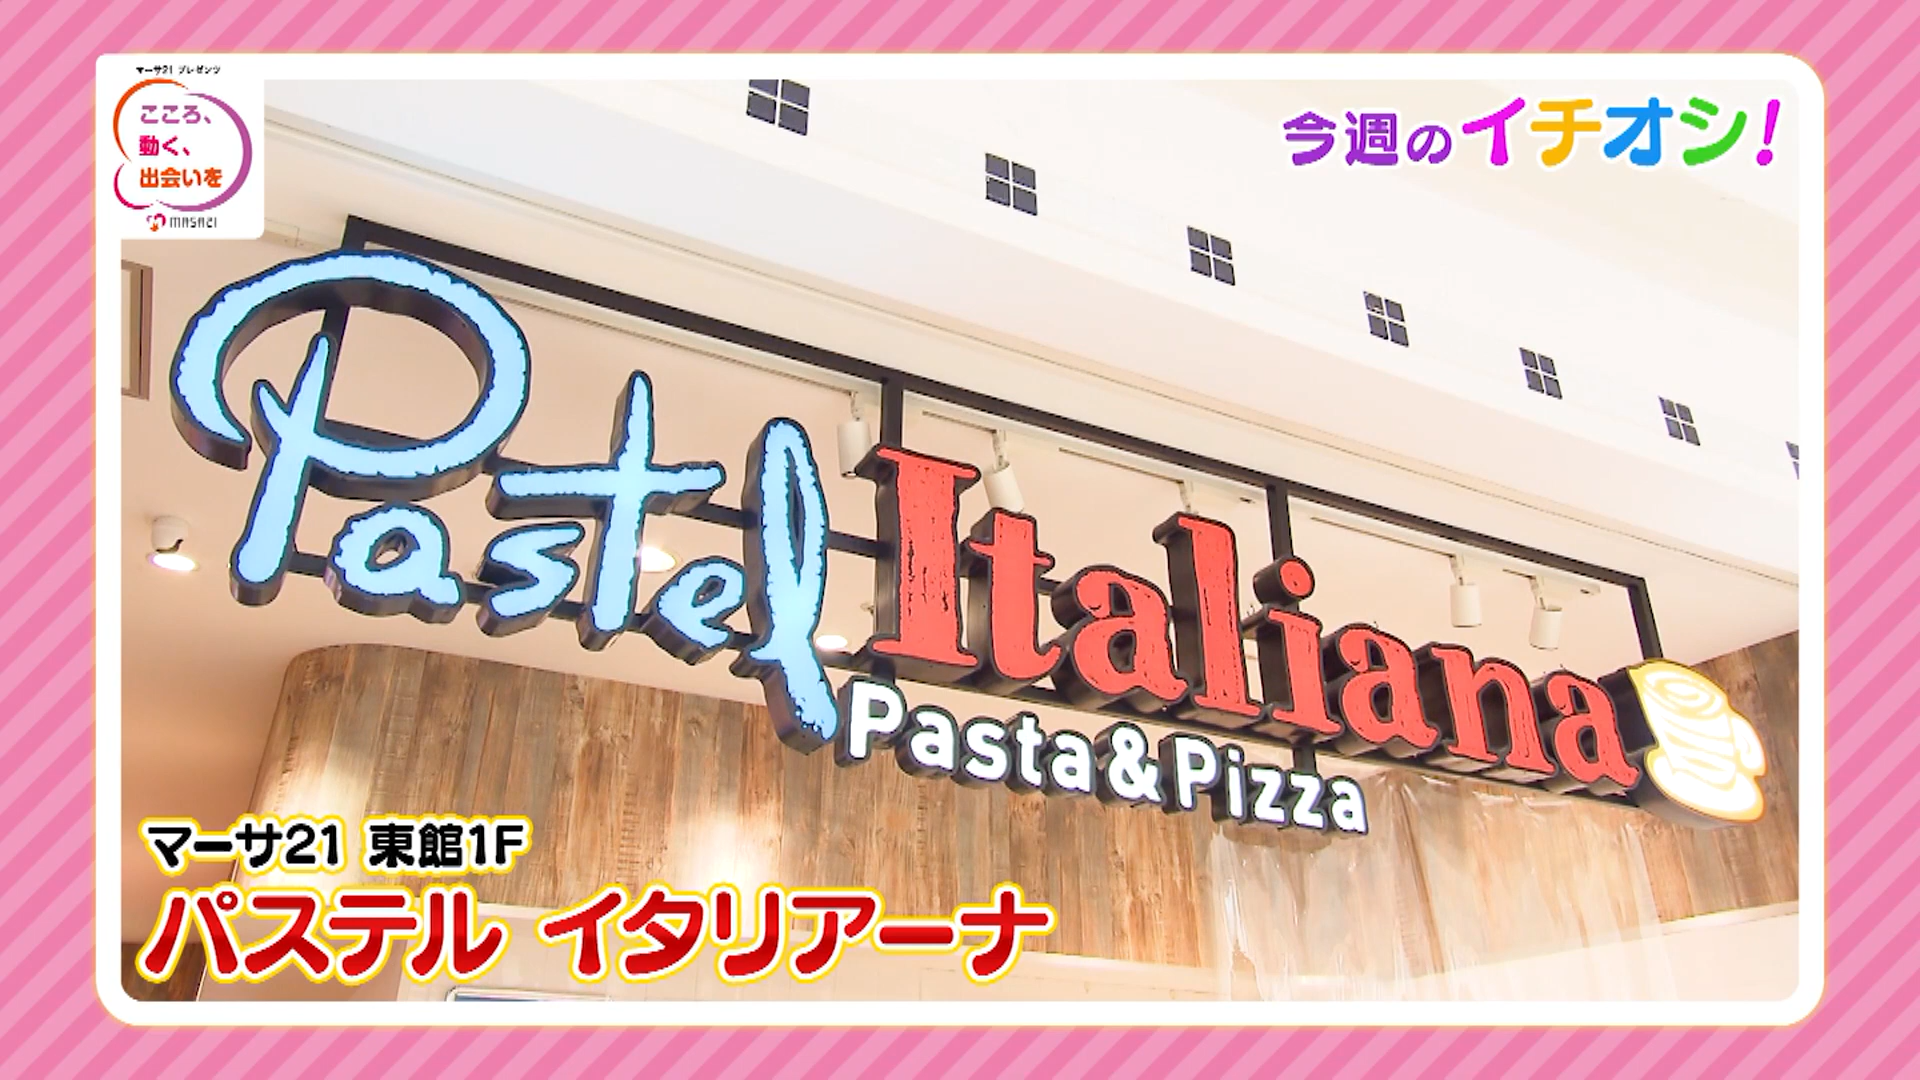 マーサ21 プレゼンツ
こころ、
動く、
出会いを
MASA21
今週のイチオシ!
Pastel Italiana
Pasta&Pizza
マーサ21 東館1F
パステル イタリアーナ